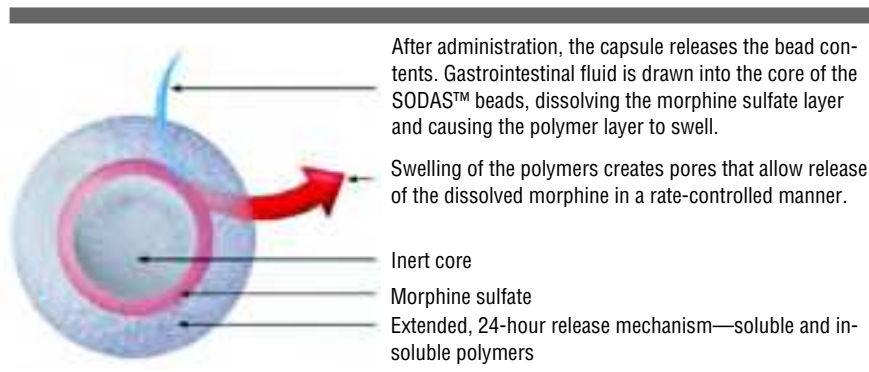 After administration, the capsule releases the bead con-
tents. Gastrointestinal fluid is drawn into the core of the
SODAS™ beads, dissolving the morphine sulfate layer
and causing the polymer layer to swell.
Swelling of the polymers creates pores that allow release
of the dissolved morphine in a rate-controlled manner.
Inert core
Morphine sulfate
Extended, 24-hour release mechanism—soluble and in-
soluble polymers